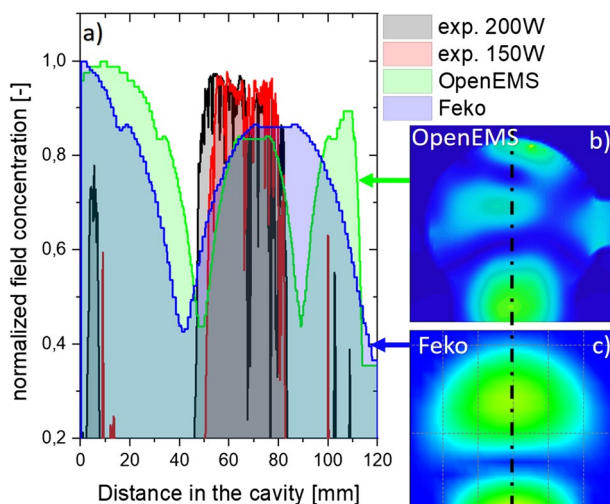 a)
exp. 200W
exp. 150W
OpenEMS
Feko
normalized field concentration [-]
1,0
0,8
0,6
0,4
0,2
0 20 40 60 80 100 120
Distance in the cavity [mm]
OpenEMS
b)
Feko
c)